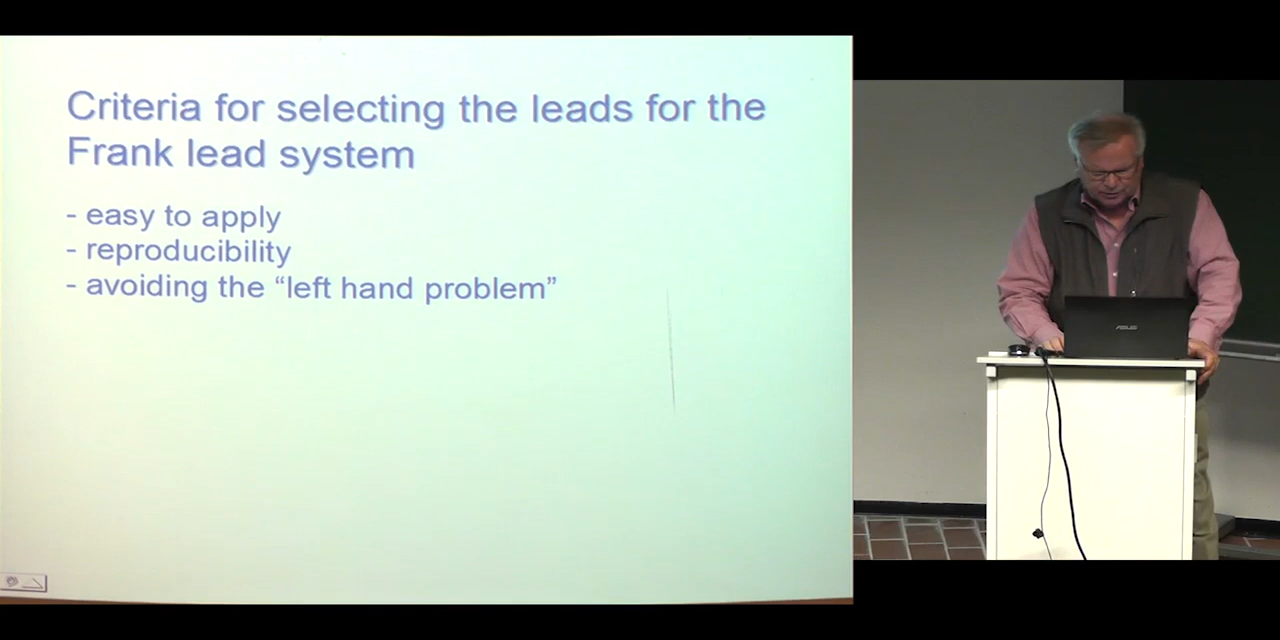 Criteria for selecting the leads for the
Frank lead system
- easy to apply
- reproducibility
- avoiding the “left hand problem”
ASUS